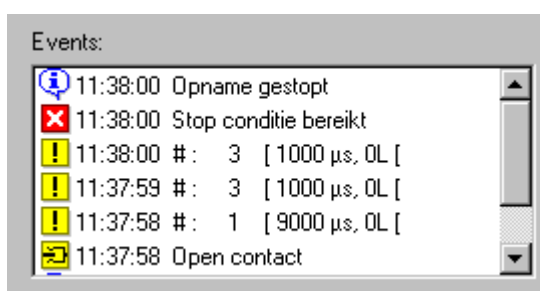 Events:
11:38:00 Opname gestopt
11:38:00 Stop conditie bereikt
11:38:00 #: 3 [ 1000 µs, 0L [
11:37:59 #: 3 [ 1000 µs, 0L [
11:37:58 #: 1 [ 9000 µs, 0L [
11:37:58 Open contact